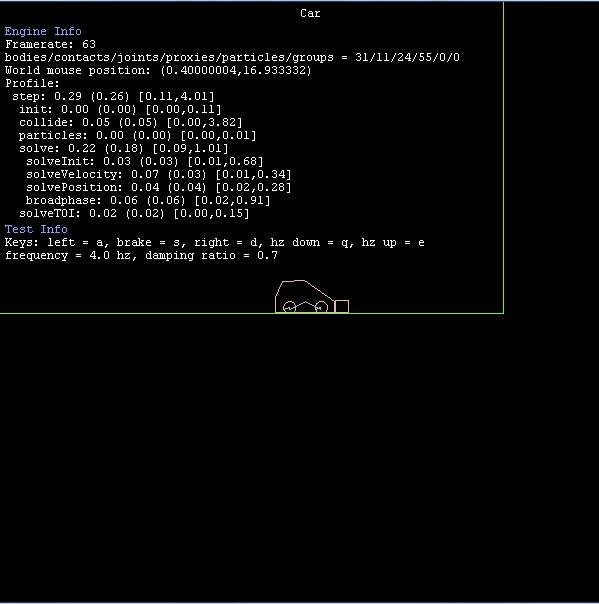 Car
Engine Info
Framerate: 63
bodies/contacts/joints/proxies/particles/groups = 31/11/24/55/0/0
World mouse position: (0.40000004,16.933332)
Profile:
step: 0.29 (0.26) [0.11,4.01]
init: 0.00 (0.00) [0.00,0.11]
collide: 0.05 (0.05) [0.00,3.82]
particles: 0.00 (0.00) [0.00,0.01]
solve: 0.22 (0.18) [0.09,1.01]
solveInit: 0.03 (0.03) [0.01,0.68]
solveVelocity: 0.07 (0.03) [0.01,0.34]
solvePosition: 0.04 (0.04) [0.02,0.28]
broadphase: 0.06 (0.06) [0.02,0.91]
solveTOI: 0.02 (0.02) [0.00,0.15]
Test Info
Keys: left = a, brake = s, right = d, hz down = q, hz up = e
frequency = 4.0 hz, damping ratio = 0.7